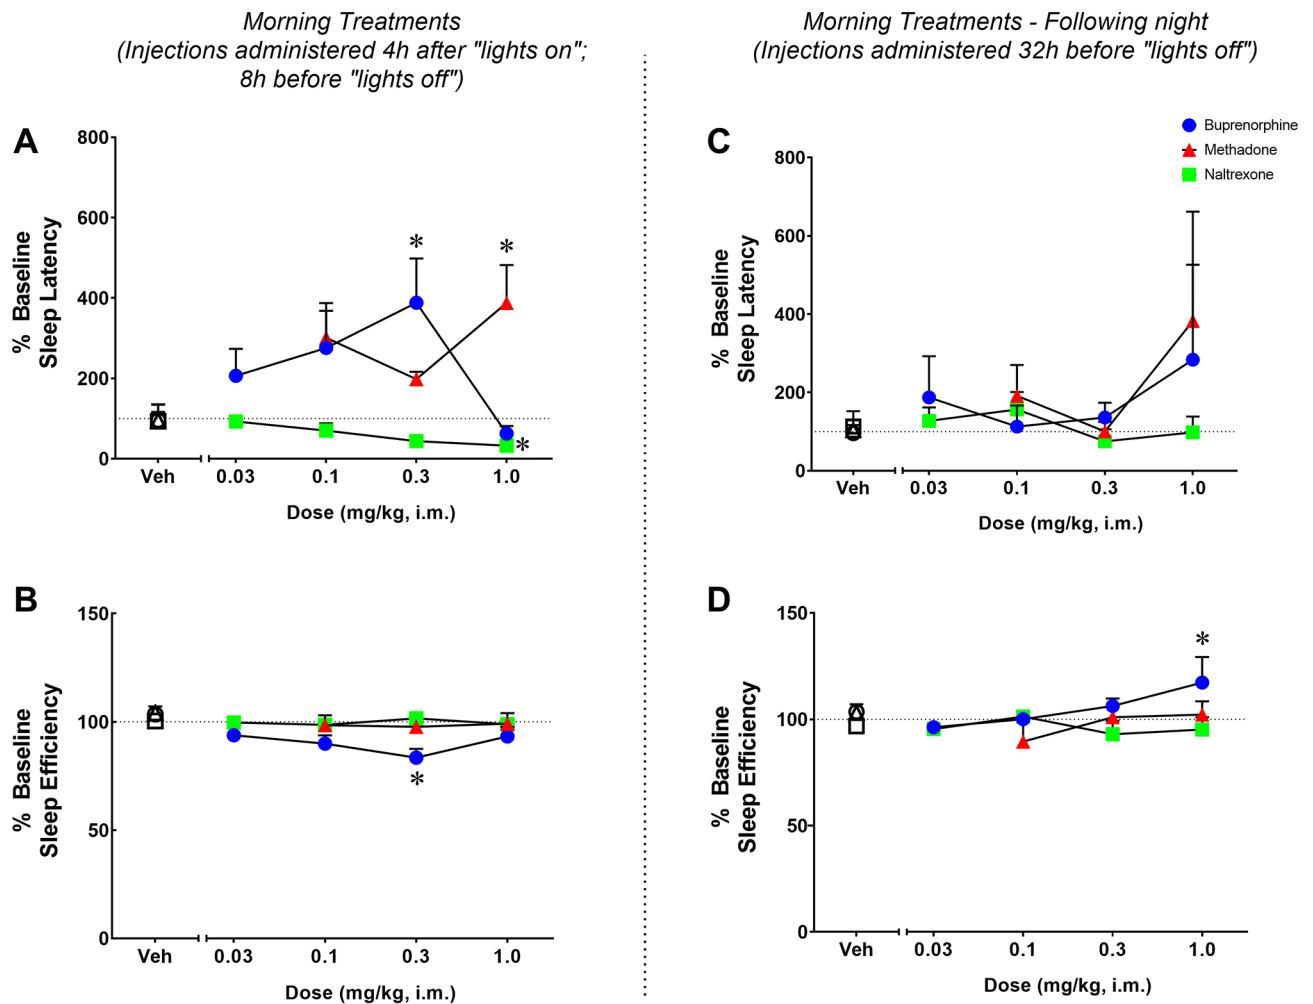 Morning Treatments
(Injections administered 4h after "lights on";
8h before "lights off")
Morning Treatments - Following night
(Injections administered 32h before "lights off")
A
% Baseline
Sleep Latency
800
600
400
200
0
*
*
*
Veh
0.03
0.1
0.3
1.0
Dose (mg/kg, i.m.)
C
Buprenorphine
Methadone
Naltrexone
% Baseline
Sleep Latency
800
600
400
200
0
Veh
0.03
0.1
0.3
1.0
Dose (mg/kg, i.m.)
B
% Baseline
Sleep Efficiency
150
100
50
0
*
Veh
0.03
0.1
0.3
1.0
Dose (mg/kg, i.m.)
D
% Baseline
Sleep Efficiency
150
100
50
0
*
Veh
0.03
0.1
0.3
1.0
Dose (mg/kg, i.m.)